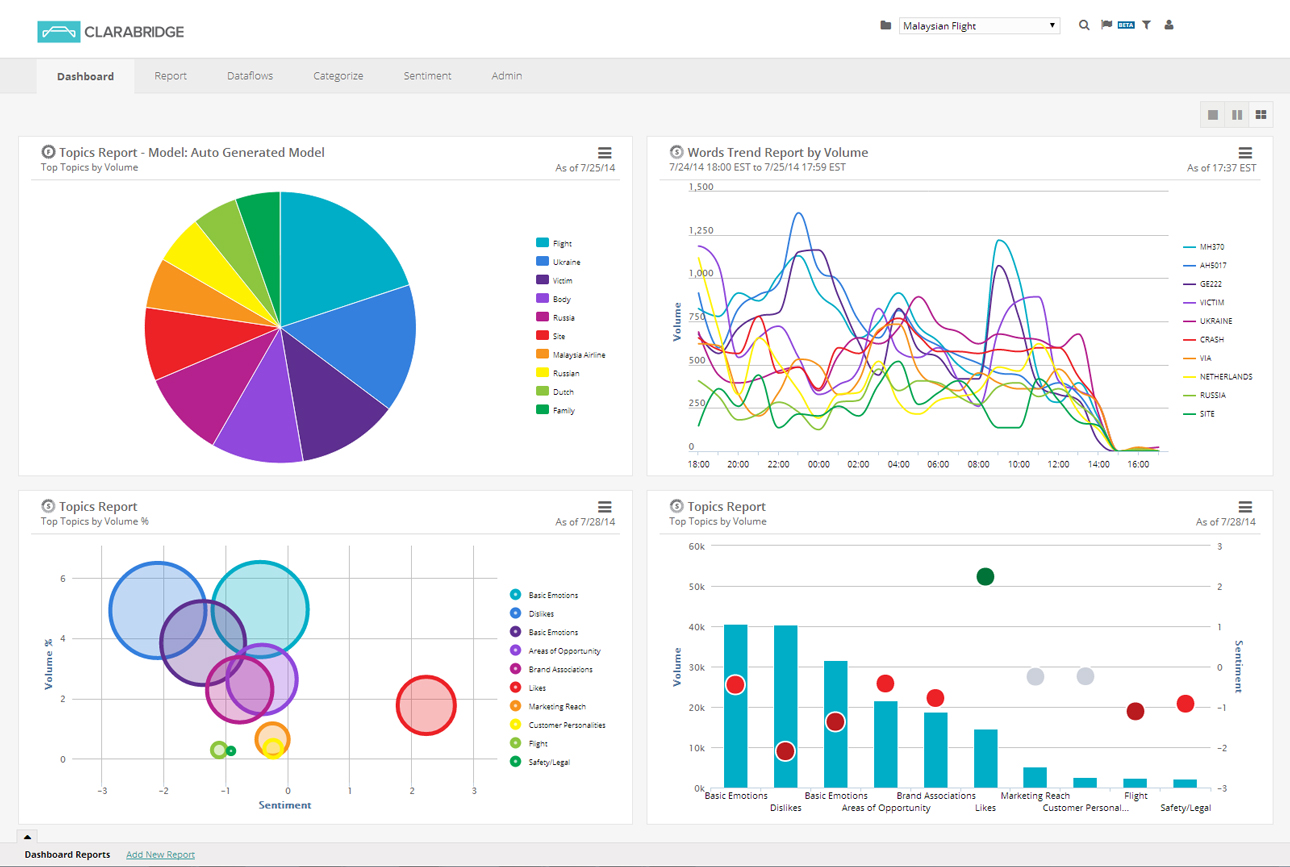 CLARABRIDGE
Malaysian Flight
BETA
Dashboard Report Dataflows Categorize Sentiment Admin
Topics Report - Model: Auto Generated Model
Top Topics by Volume
As of 7/25/14
Flight
Ukraine
Victim
Body
Russia
Site
Malaysia Airline
Russian
Dutch
Family
Words Trend Report by Volume
7/24/14 18:00 EST to 7/25/14 17:59 EST
As of 17:37 EST
Volume
1,500
1,250
1,000
750
500
250
0
18:00 20:00 22:00 00:00 02:00 04:00 06:00 08:00 10:00 12:00 14:00 16:00
MH370
AH5017
GE222
VICTIM
UKRAINE
CRASH
VIA
NETHERLANDS
RUSSIA
SITE
Topics Report
Top Topics by Volume %
As of 7/28/14
Volume %
6
4
2
0
−3 −2 −1 0 1 2 3
Sentiment
Basic Emotions
Dislikes
Basic Emotions
Areas of Opportunity
Brand Associations
Likes
Marketing Reach
Customer Personalities
Flight
Safety/Legal
Topics Report
Top Topics by Volume
As of 7/28/14
Volume
60k
50k
40k
30k
20k
10k
0k
3
2
1
0
−1
−2
−3
Sentiment
Basic Emotions Basic Emotions Brand Associations Marketing Reach Flight
Dislikes Areas of Opportunity Likes Customer Personal... Safety/Legal
Dashboard Reports Add New Report